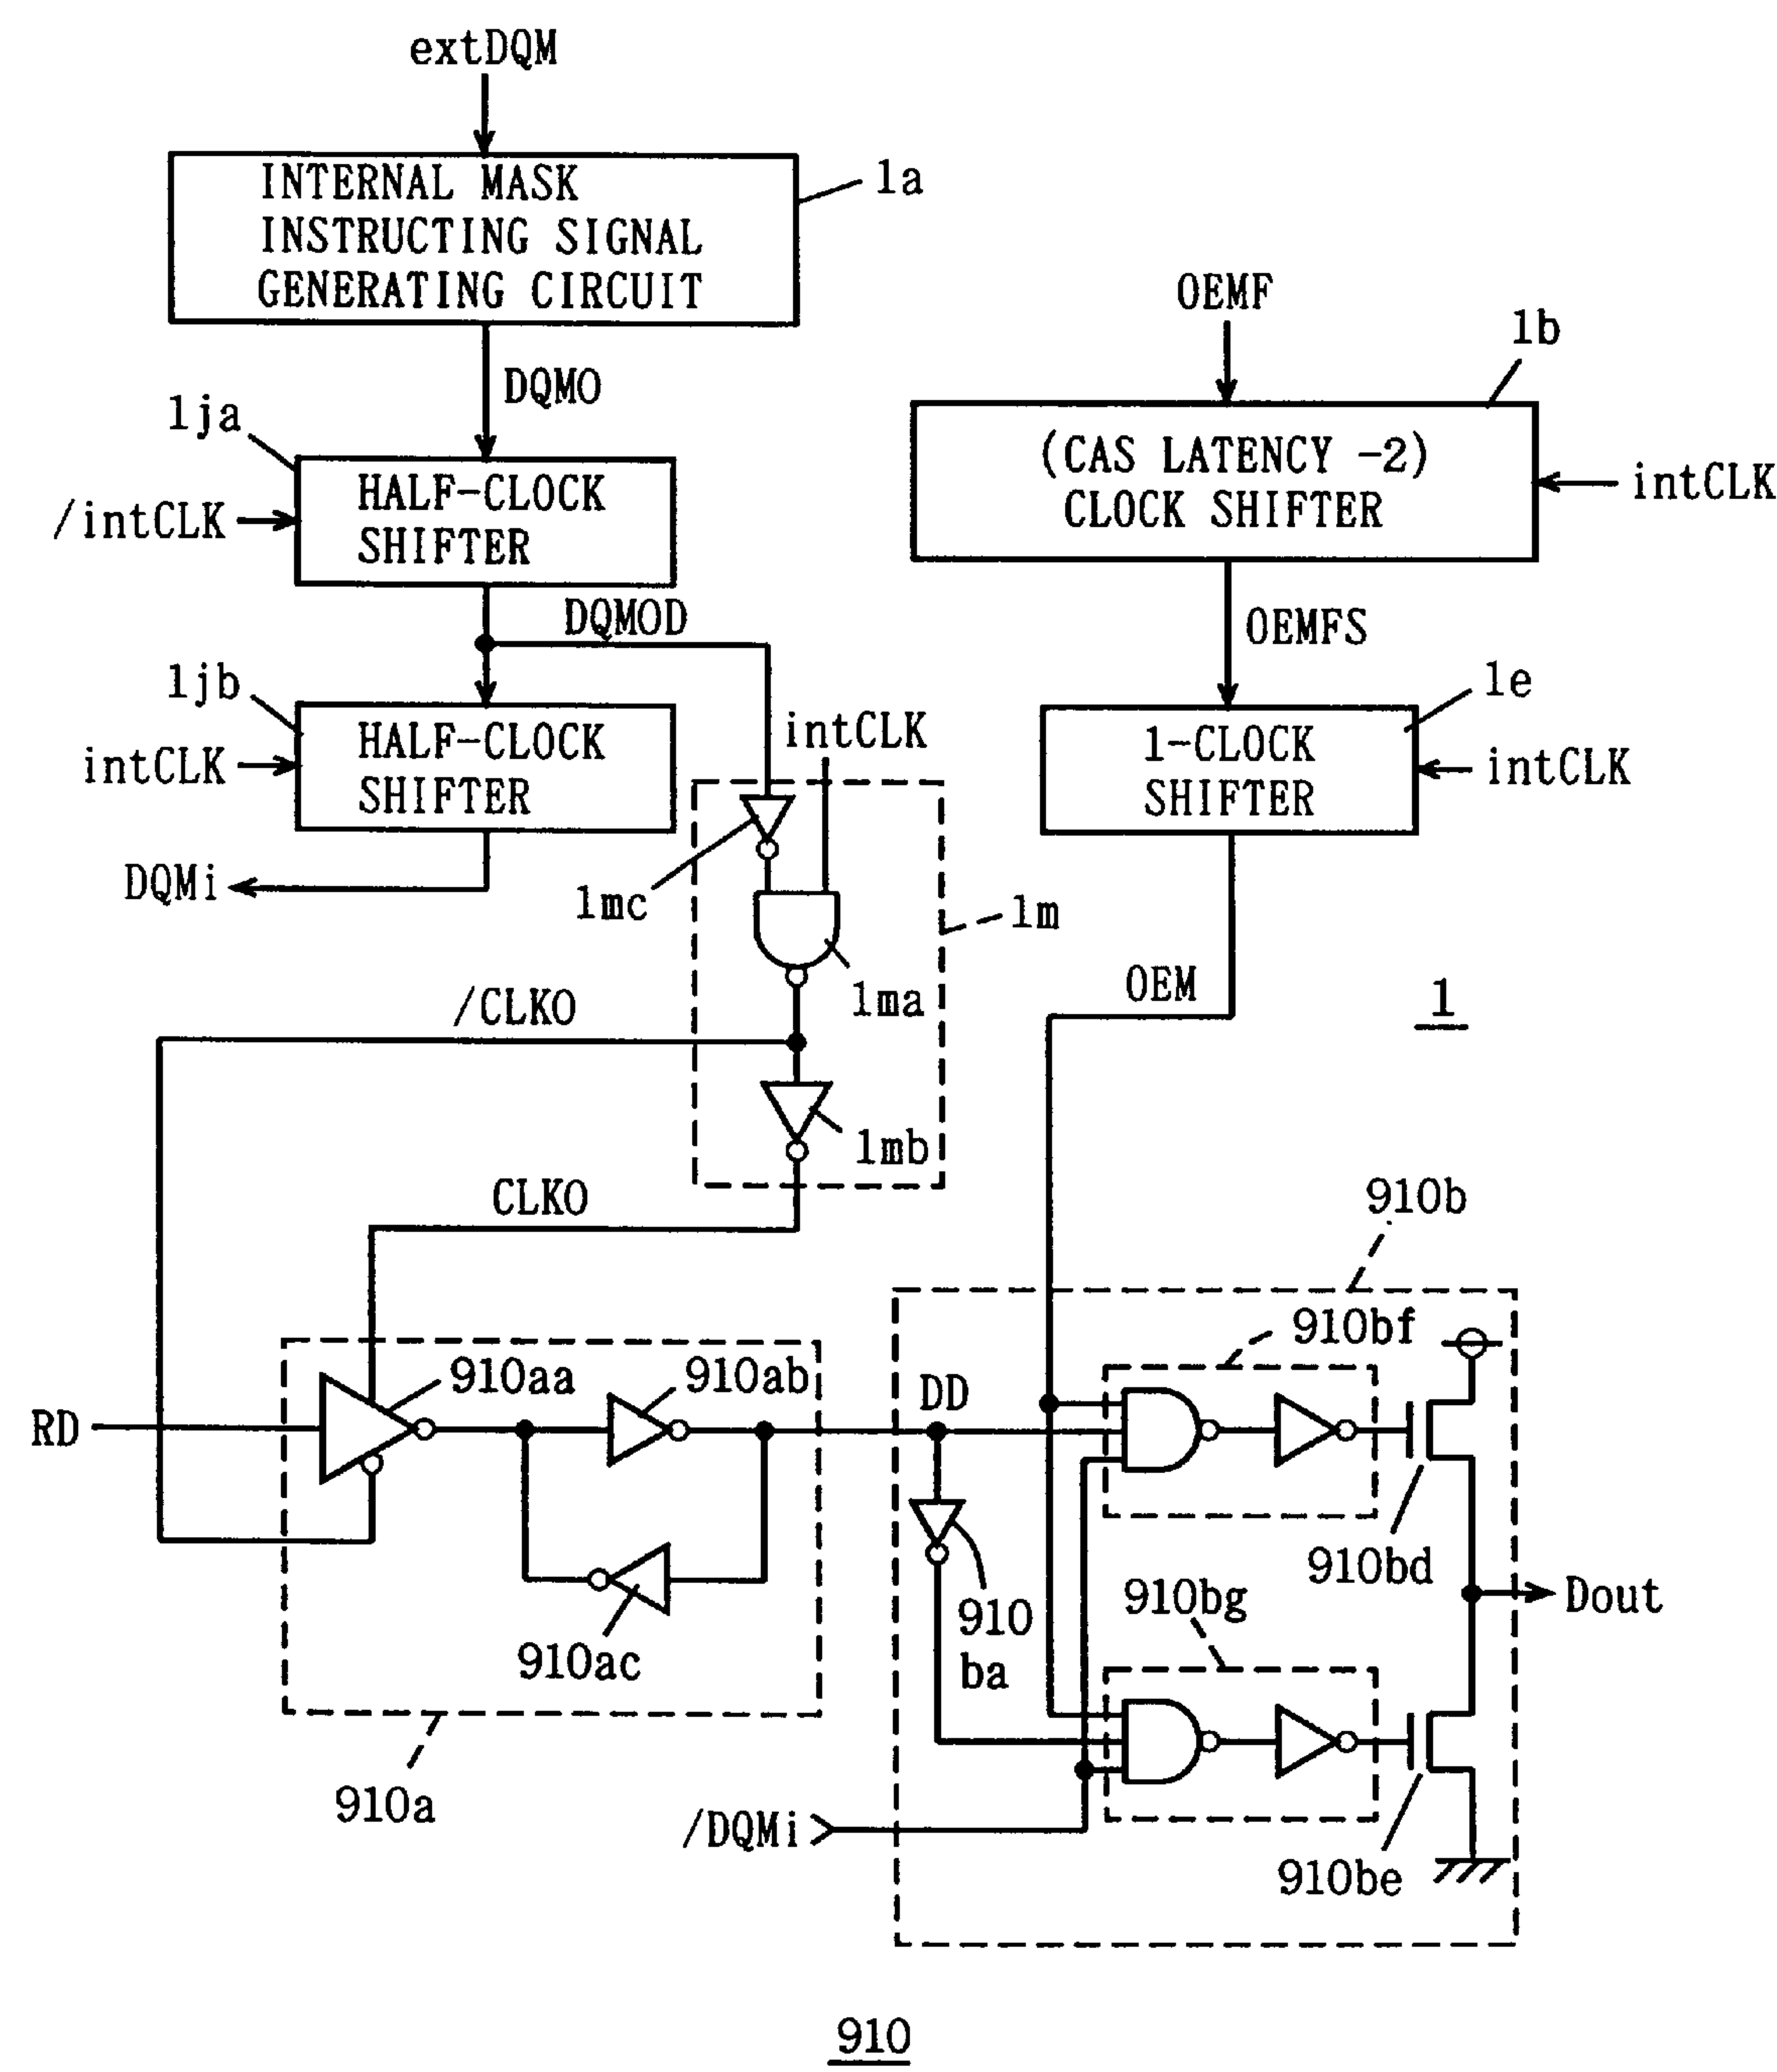 extDQM
INTERNAL MASK
INSTRUCTING SIGNAL
GENERATING CIRCUIT
1a
DQM0
1ja
HALF-CLOCK
SHIFTER
/intCLK
DQM0D
1jb
HALF-CLOCK
SHIFTER
intCLK
DQMi
OEMF
1b
(CAS LATENCY -2)
CLOCK SHIFTER
intCLK
OEMFS
1e
1-CLOCK
SHIFTER
intCLK
OEM
1
intCLK
1mc
1m
1ma
/CLKO
1mb
CLKO
910b
910bf
910aa
910ab
RD
DD
910bd
910
ba
910bg
Dout
910ac
910a
/DQMi
910be
910